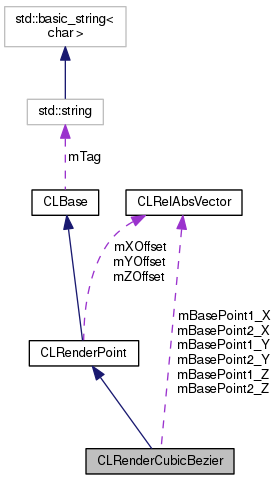 std::basic_string<
char >
std::string
mTag
CLBase
CLRelAbsVector
mXOffset
mYOffset
mZOffset
mBasePoint1_X
mBasePoint2_X
mBasePoint1_Y
mBasePoint2_Y
mBasePoint1_Z
mBasePoint2_Z
CLRenderPoint
CLRenderCubicBezier